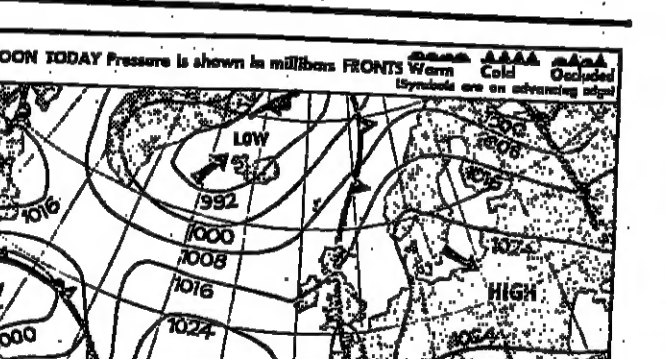 OON TODAY Pressure is shown in millibars FRONTS Warm Cold Occluded
(Symbols are on advancing edge)
LOW
1016
992
1000
1008
1016
1024
1016
1024
HIGH
000